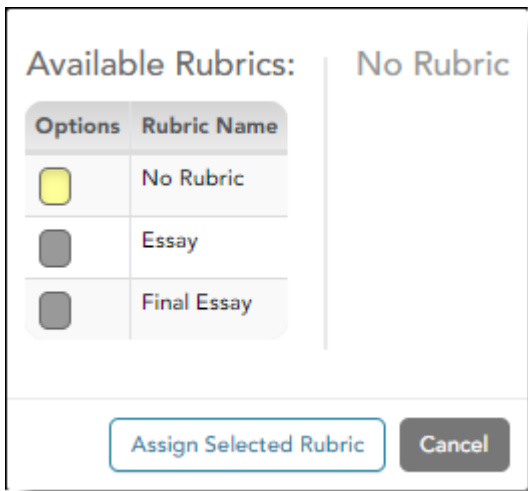 Available Rubrics:
No Rubric
Options Rubric Name
No Rubric
Essay
Final Essay
Assign Selected Rubric Cancel